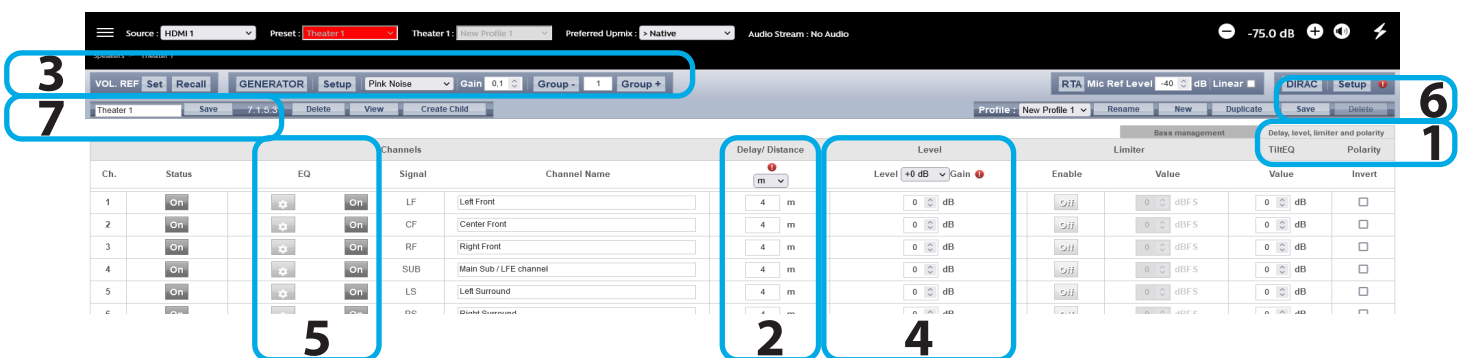 Source : HDMI 1 Preset : Theater 1 Theater 1 : New Profile 1 Preferred Upmix : > Native Audio Stream : No Audio -75.0 dB
Speakers Theater 1
3 VOL. REF Set Recall GENERATOR Setup Pink Noise Gain 0,1 Group - 1 Group + RTA Mic Ref Level -40 dB Linear DIRAC Setup
7 Theater 1 Save 7.1.5.3 Delete View Create Child Profile : New Profile 1 Rename New Duplicate Save Delete 6
Bass management Delay, level, limiter and polarity 1
Channels Delay/ Distance Level Limiter TiltEQ Polarity
Ch. Status EQ Signal Channel Name m Level +0 dB Gain Enable Value Value Invert
1 On On LF Left Front 4 m 0 dB Off 0 dBFS 0 dB
2 On On CF Center Front 4 m 0 dB Off 0 dBFS 0 dB
3 On On RF Right Front 4 m 0 dB Off 0 dBFS 0 dB
4 On On SUB Main Sub / LFE channel 4 m 0 dB Off 0 dBFS 0 dB
5 On On LS Left Surround 4 m 0 dB Off 0 dBFS 0 dB
5 2 4